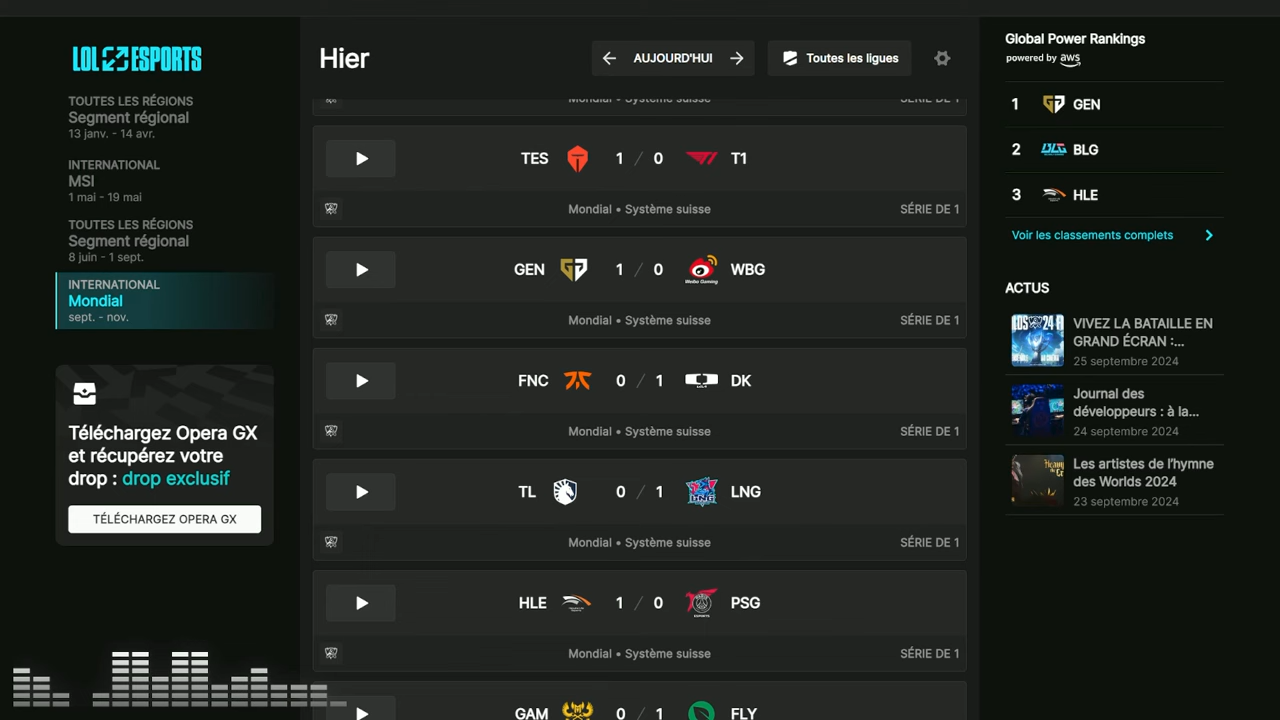 LOL ESPORTS
TOUTES LES RÉGIONS
Segment régional
13 janv. - 14 avr.
INTERNATIONAL
MSI
1 mai - 19 mai
TOUTES LES RÉGIONS
Segment régional
8 juin - 1 sept.
INTERNATIONAL
Mondial
sept. - nov.
Téléchargez Opera GX
et récupérez votre
drop : drop exclusif
TÉLÉCHARGEZ OPERA GX
Hier
AUJOURD'HUI
Toutes les ligues
Mondial • Système suisse
SÉRIE DE 1
TES 1 / 0 T1
Mondial • Système suisse
SÉRIE DE 1
GEN 1 / 0 WBG
Mondial • Système suisse
SÉRIE DE 1
FNC 0 / 1 DK
Mondial • Système suisse
SÉRIE DE 1
TL 0 / 1 LNG
Mondial • Système suisse
SÉRIE DE 1
HLE 1 / 0 PSG
Mondial • Système suisse
SÉRIE DE 1
GAM 0 / 1 FLY
Global Power Rankings
powered by aws
1 GEN
2 BLG
3 HLE
Voir les classements complets
ACTUS
VIVEZ LA BATAILLE EN
GRAND ÉCRAN :...
25 septembre 2024
Journal des
développeurs : à la...
24 septembre 2024
Les artistes de l'hymne
des Worlds 2024
23 septembre 2024